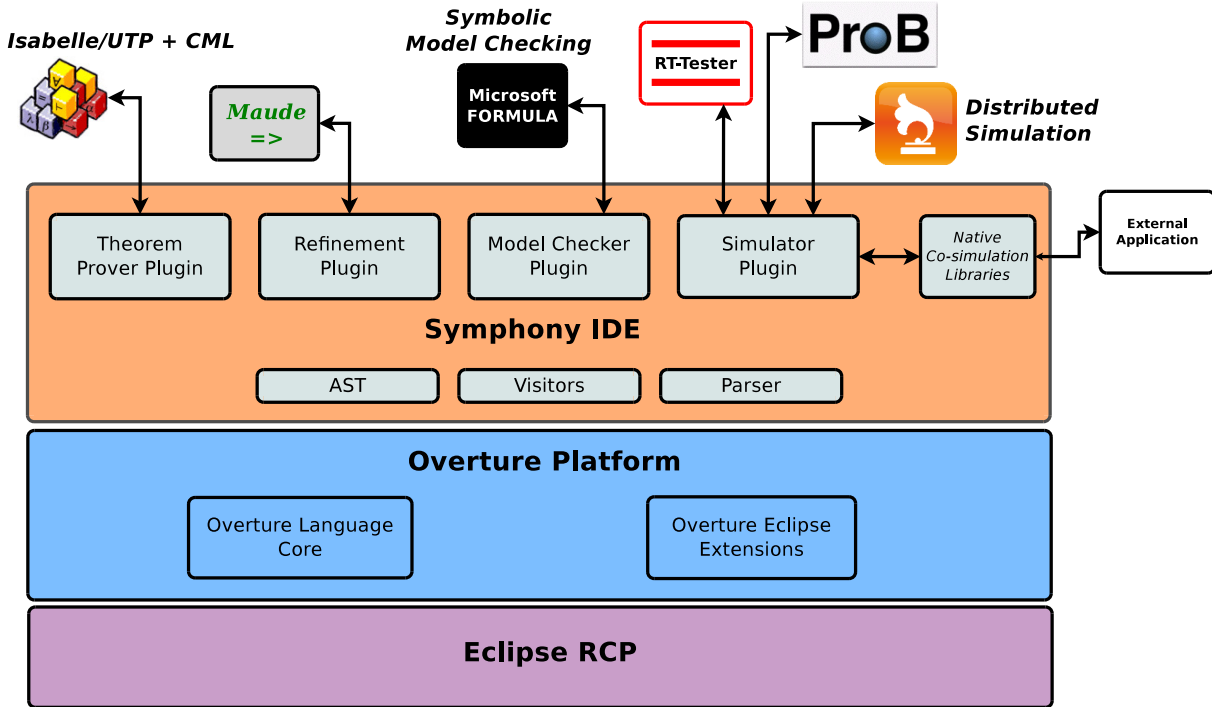 Isabelle/UTP + CML
Symbolic
Model Checking
RT-Tester
ProB
Maude
=>
Microsoft
FORMULA
Distributed
Simulation
Theorem
Prover Plugin
Refinement
Plugin
Model Checker
Plugin
Simulator
Plugin
Native
Co-simulation
Libraries
External
Application
Symphony IDE
AST
Visitors
Parser
Overture Platform
Overture Language
Core
Overture Eclipse
Extensions
Eclipse RCP